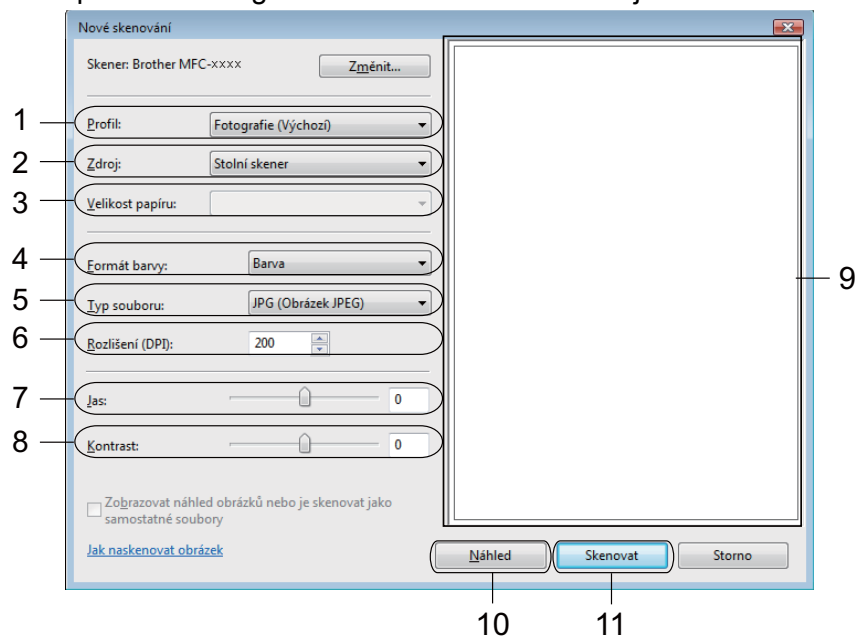 Nové skenování
Skener: Brother MFC-xxxx
Změnit...
1
Profil:
Fotografie (Výchozí)
2
Zdroj:
Stolní skener
3
Velikost papíru:
4
Formát barvy:
Barva
5
Typ souboru:
JPG (Obrázek JPEG)
6
Rozlišení (DPI):
200
7
Jas:
0
8
Kontrast:
0
9
Zobrazovat náhled obrázků nebo je skenovat jako
samostatné soubory
Jak naskenovat obrázek
Náhled
Skenovat
Storno
10
11